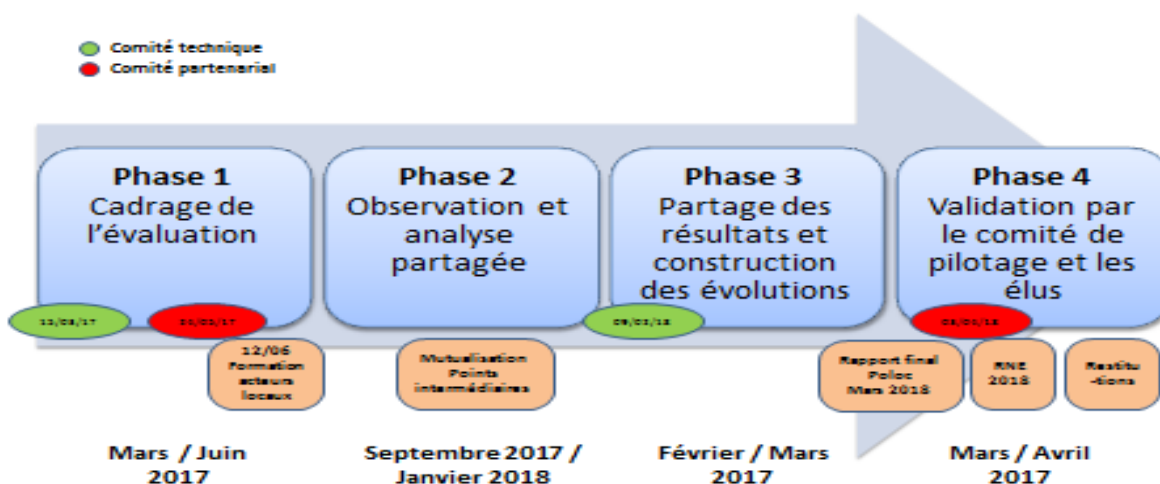 Comité technique
Comité partenarial
Phase 1
Cadrage de
l'évaluation
Phase 2
Observation et
analyse
partagée
Phase 3
Partage des
résultats et
construction
des évolutions
Phase 4
Validation par
le comité de
pilotage et les
élus
12/06
Formation
acteurs
locaux
Mutualisation
Points
intermédiaires
Rapport final
Poloc
Mars 2018
RNE
2018
Restitu
-tions
Mars / Juin
2017
Septembre 2017 /
Janvier 2018
Février / Mars
2017
Mars / Avril
2017